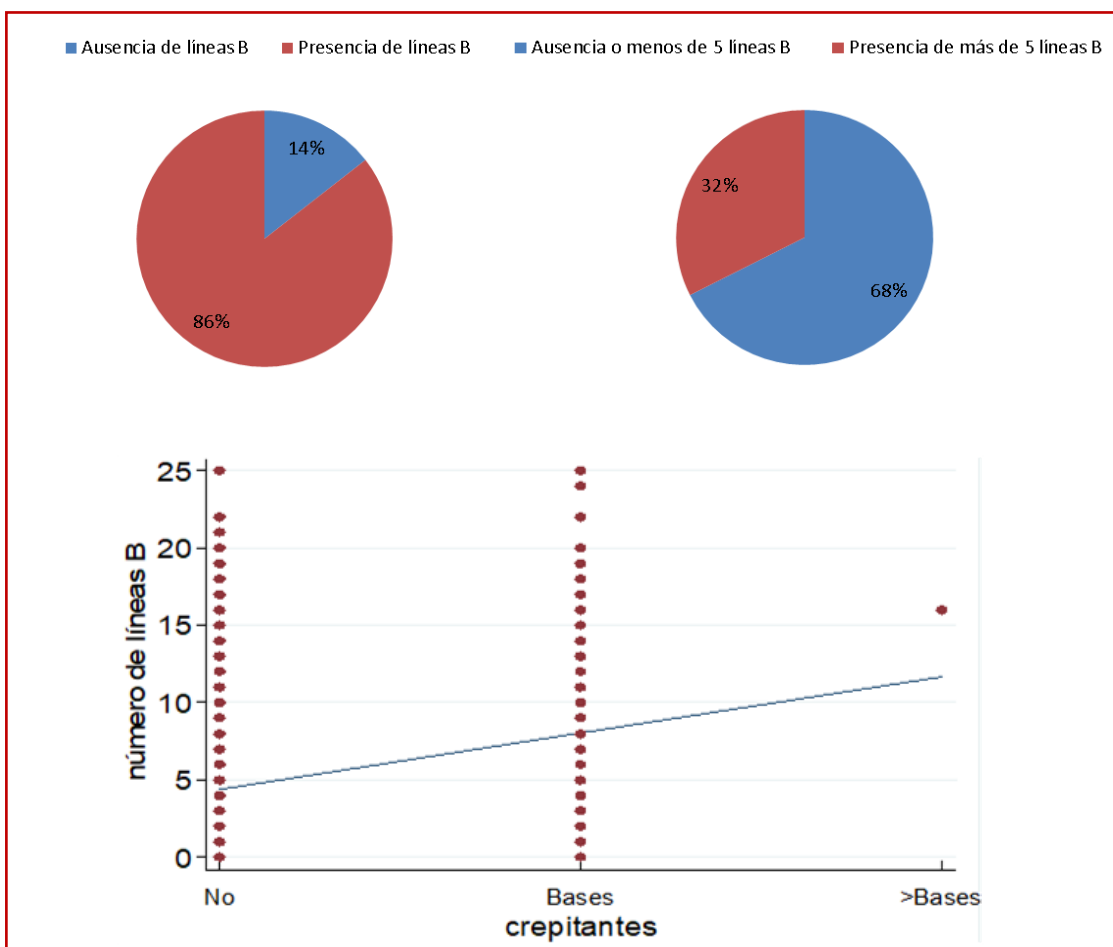 Ausencia de líneas B Presencia de líneas B Ausencia o menos de 5 líneas B Presencia de más de 5 líneas B
14%
86%
32%
68%
número de líneas B
25
20
15
10
5
0
No Bases >Bases
crepitantes